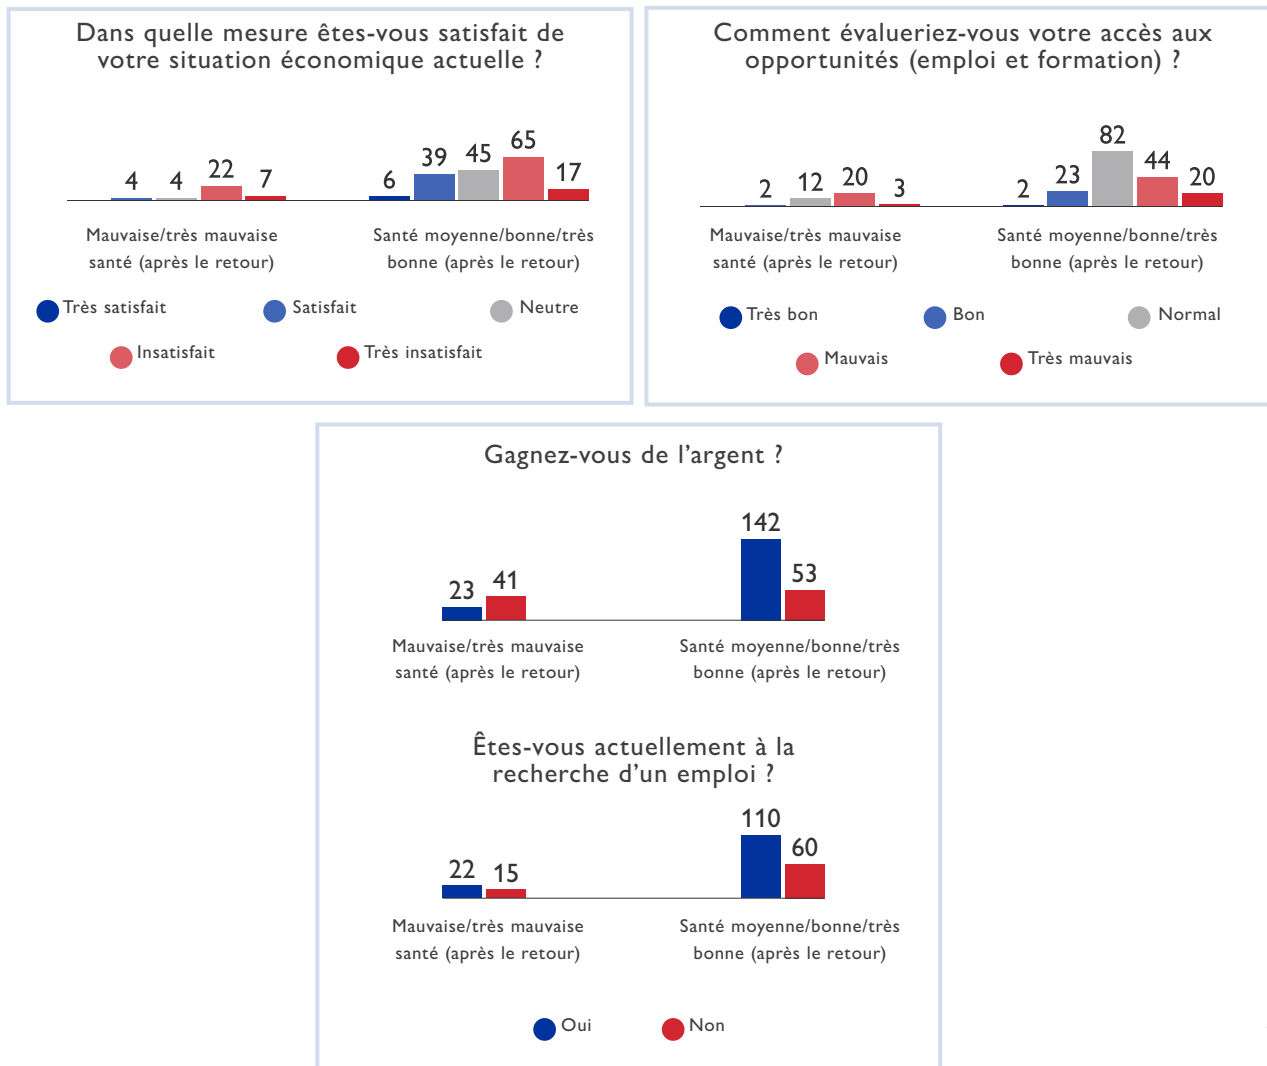 Dans quelle mesure êtes-vous satisfait de
votre situation économique actuelle ?
4 4 22 7 6 39 45 65 17
Mauvaise/très mauvaise
santé (après le retour)
Santé moyenne/bonne/très
bonne (après le retour)
Très satisfait
Satisfait
Neutre
Insatisfait
Très insatisfait
Comment évalueriez-vous votre accès aux
opportunités (emploi et formation) ?
2 12 20 3 2 23 82 44 20
Mauvaise/très mauvaise
santé (après le retour)
Santé moyenne/bonne/très
bonne (après le retour)
Très bon
Bon
Normal
Mauvais
Très mauvais
Gagnez-vous de l’argent ?
23 41 142 53
Mauvaise/très mauvaise
santé (après le retour)
Santé moyenne/bonne/très
bonne (après le retour)
Êtes-vous actuellement à la
recherche d’un emploi ?
22 15 110 60
Mauvaise/très mauvaise
santé (après le retour)
Santé moyenne/bonne/très
bonne (après le retour)
Oui
Non